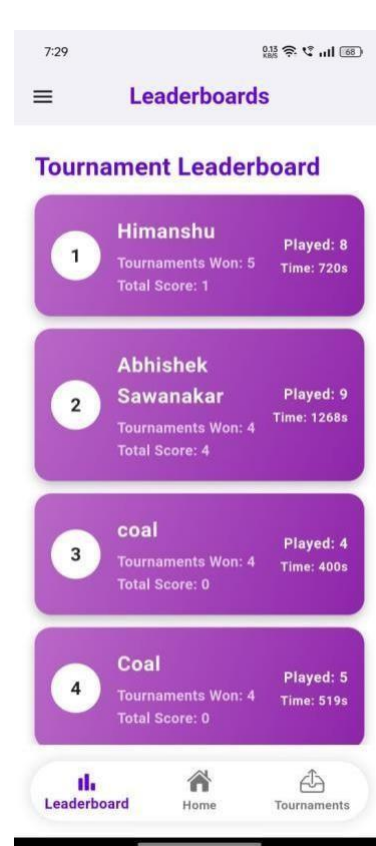 7:29
0.13
KB/S
68
Leaderboards
Tournament Leaderboard
1
Himanshu
Tournaments Won: 5
Total Score: 1
Played: 8
Time: 720s
2
Abhishek
Sawanakar
Tournaments Won: 4
Total Score: 4
Played: 9
Time: 1268s
3
coal
Tournaments Won: 4
Total Score: 0
Played: 4
Time: 400s
4
Coal
Tournaments Won: 4
Total Score: 0
Played: 5
Time: 519s
Leaderboard
Home
Tournaments